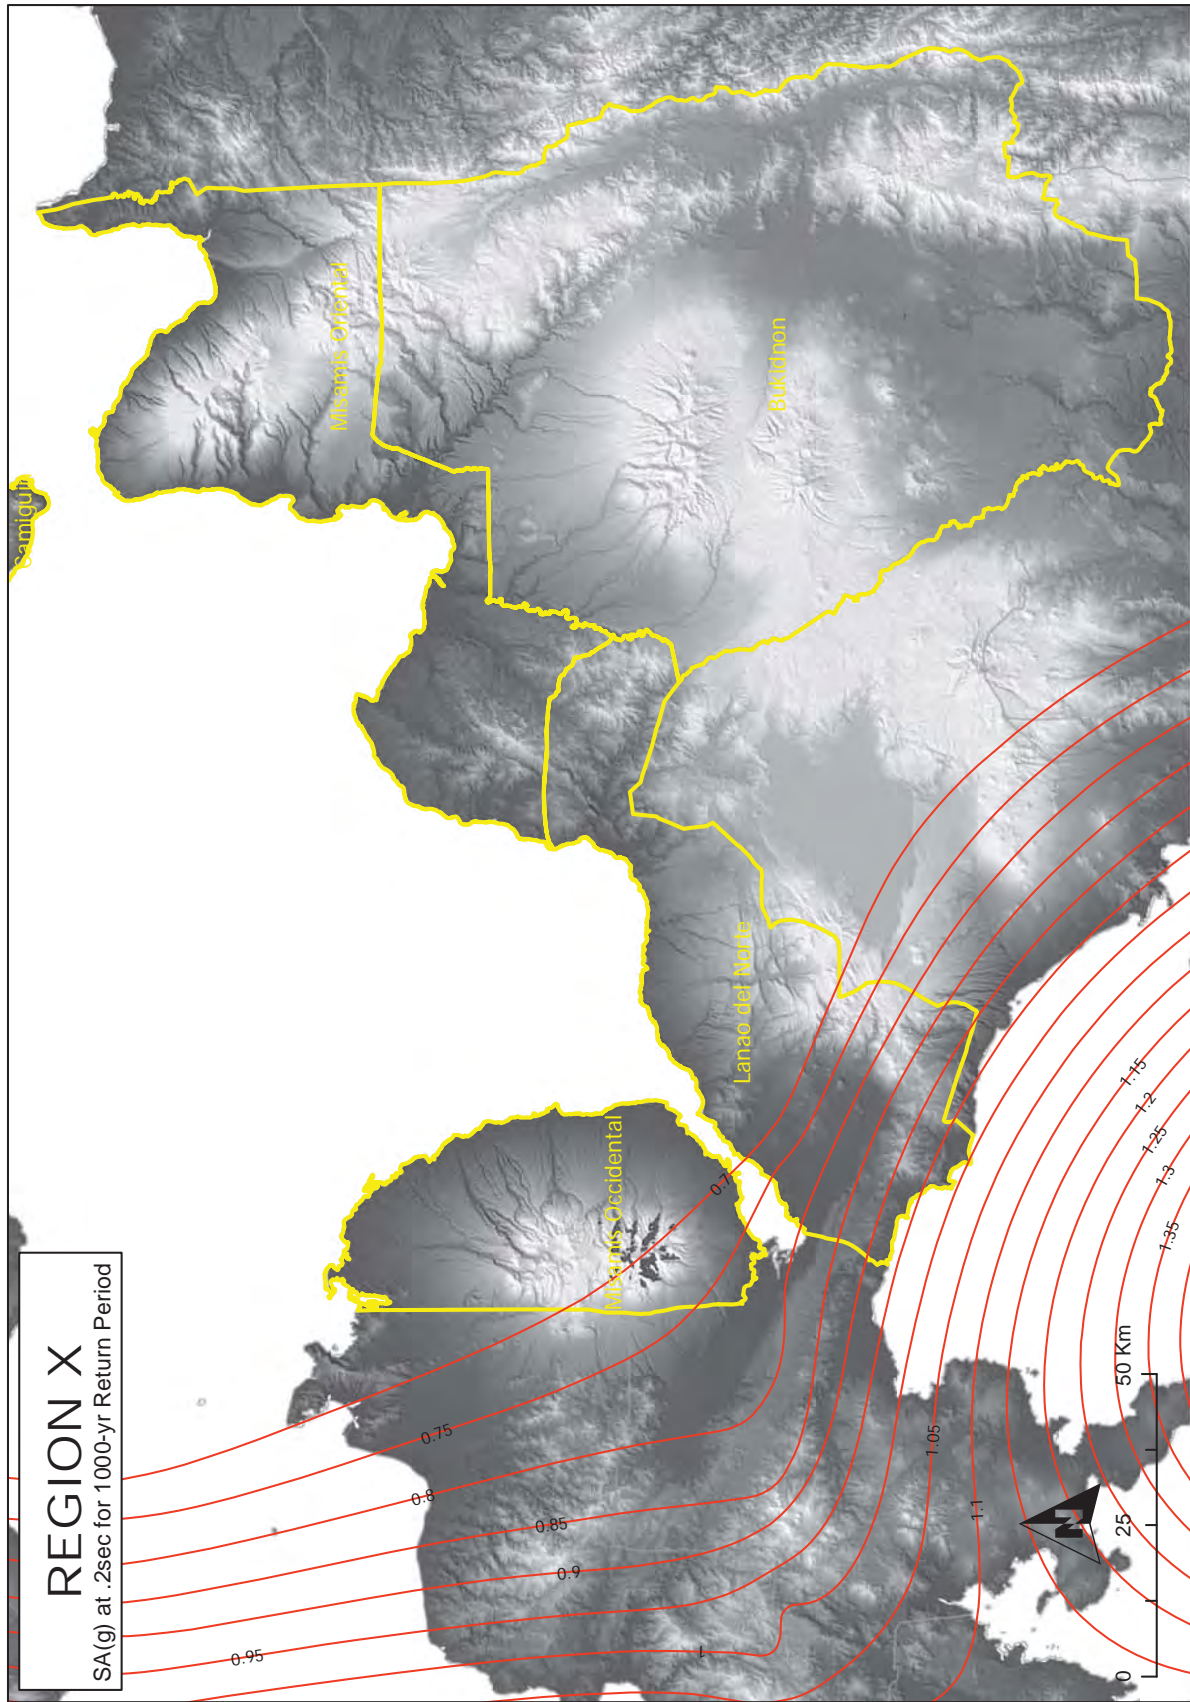 REGION X
SA(g) at .2sec for 1000-yr Return Period
Camiguin
Misamis Oriental
Bukidnon
Lanao del Norte
Misamis Occidental
0.7
0.75
0.8
0.85
0.9
0.95
1
1.05
1.1
1.15
1.2
1.25
1.3
1.35
N
0 25 50 Km